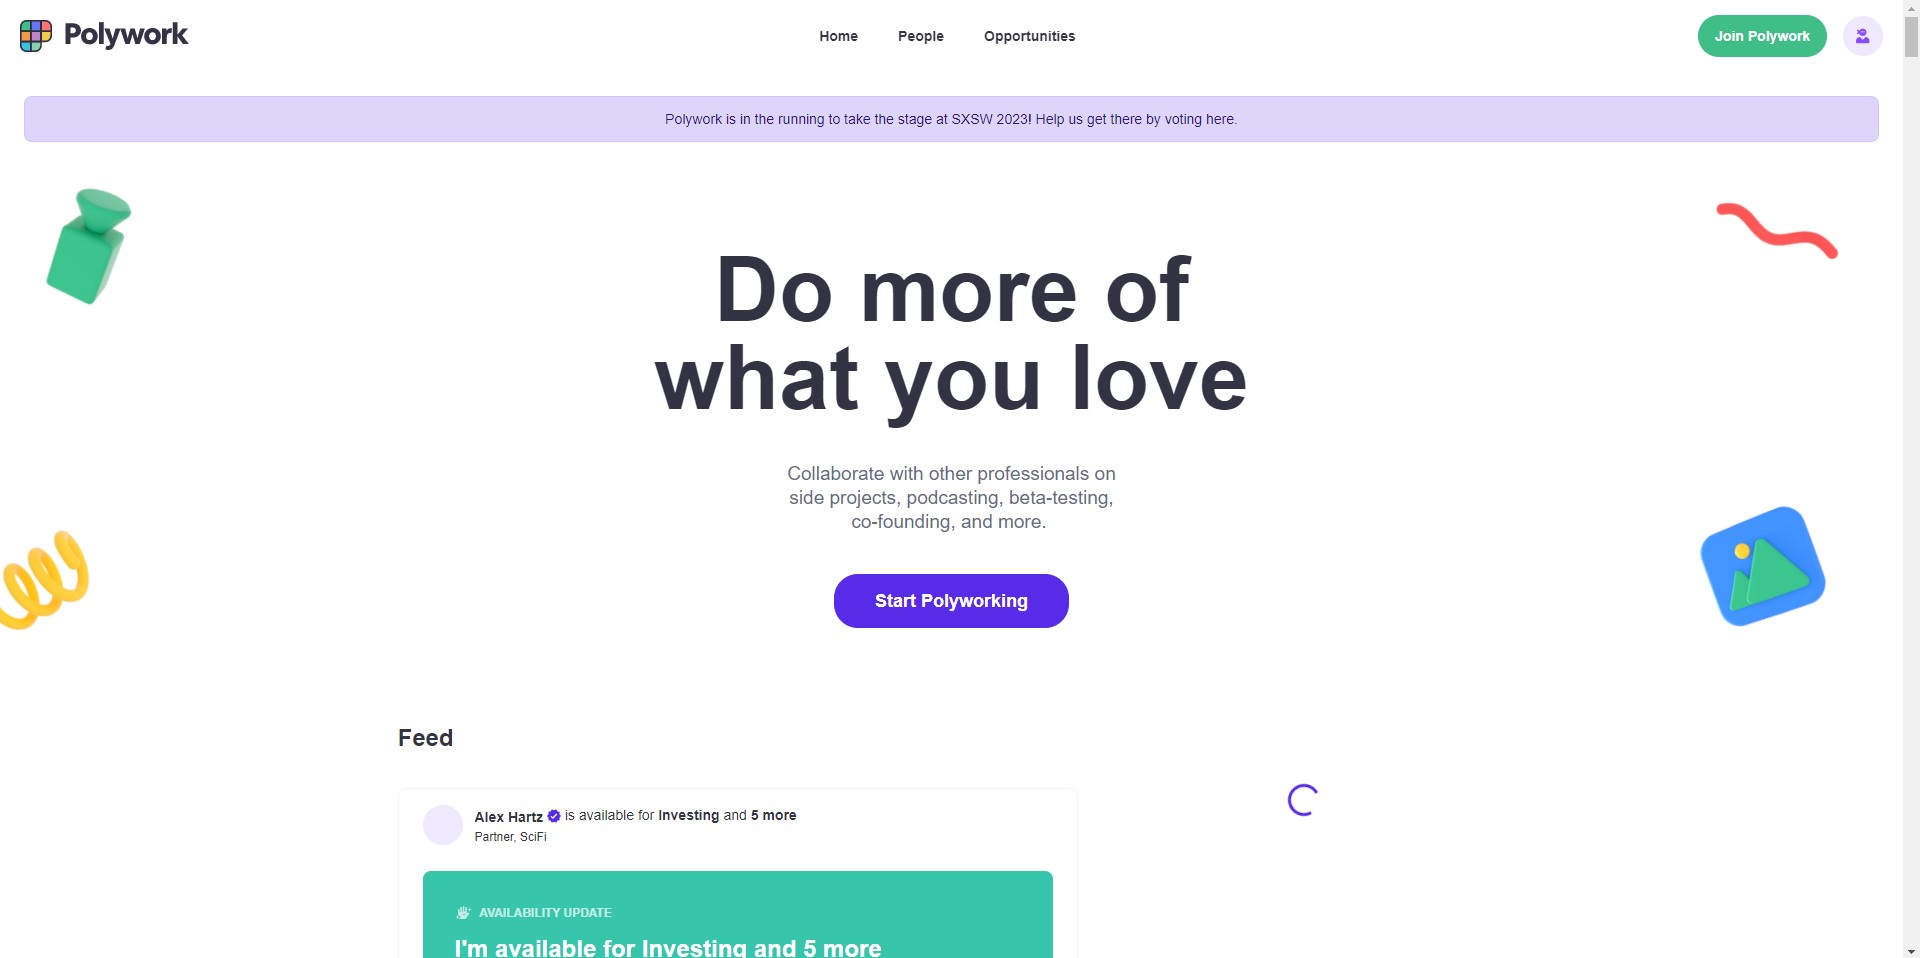 Polywork
Home
People
Opportunities
Join Polywork
Polywork is in the running to take the stage at SXSW 2023! Help us get there by voting here.
Do more of
what you love
Collaborate with other professionals on
side projects, podcasting, beta-testing,
co-founding, and more.
Start Polyworking
Feed
Alex Hartz is available for Investing and 5 more
Partner, SciFi
AVAILABILITY UPDATE
I'm available for Investing and 5 more